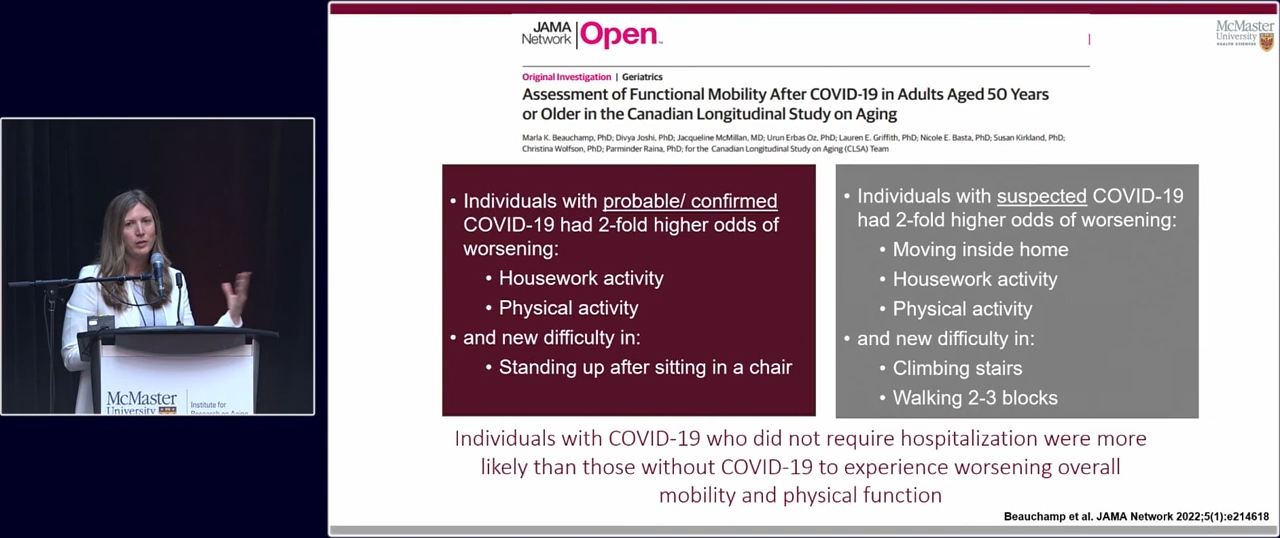 JAMA
Network Open™
McMaster
University
HEALTH SCIENCES
Original Investigation | Geriatrics
Assessment of Functional Mobility After COVID-19 in Adults Aged 50 Years
or Older in the Canadian Longitudinal Study on Aging
Marla K. Beauchamp, PhD; Divya Joshi, PhD; Jacqueline McMillan, MD; Urun Erbas Oz, PhD; Lauren E. Griffith, PhD; Nicole E. Basta, PhD; Susan Kirkland, PhD;
Christina Wolfson, PhD; Parminder Raina, PhD; for the Canadian Longitudinal Study on Aging (CLSA) Team
• Individuals with probable/ confirmed
COVID-19 had 2-fold higher odds of
worsening:
• Housework activity
• Physical activity
• and new difficulty in:
• Standing up after sitting in a chair
• Individuals with suspected COVID-19
had 2-fold higher odds of worsening:
• Moving inside home
• Housework activity
• Physical activity
• and new difficulty in:
• Climbing stairs
• Walking 2-3 blocks
Individuals with COVID-19 who did not require hospitalization were more
likely than those without COVID-19 to experience worsening overall
mobility and physical function
Beauchamp et al. JAMA Network 2022;5(1):e214618
McMaster
University
Institute for
Research on Aging